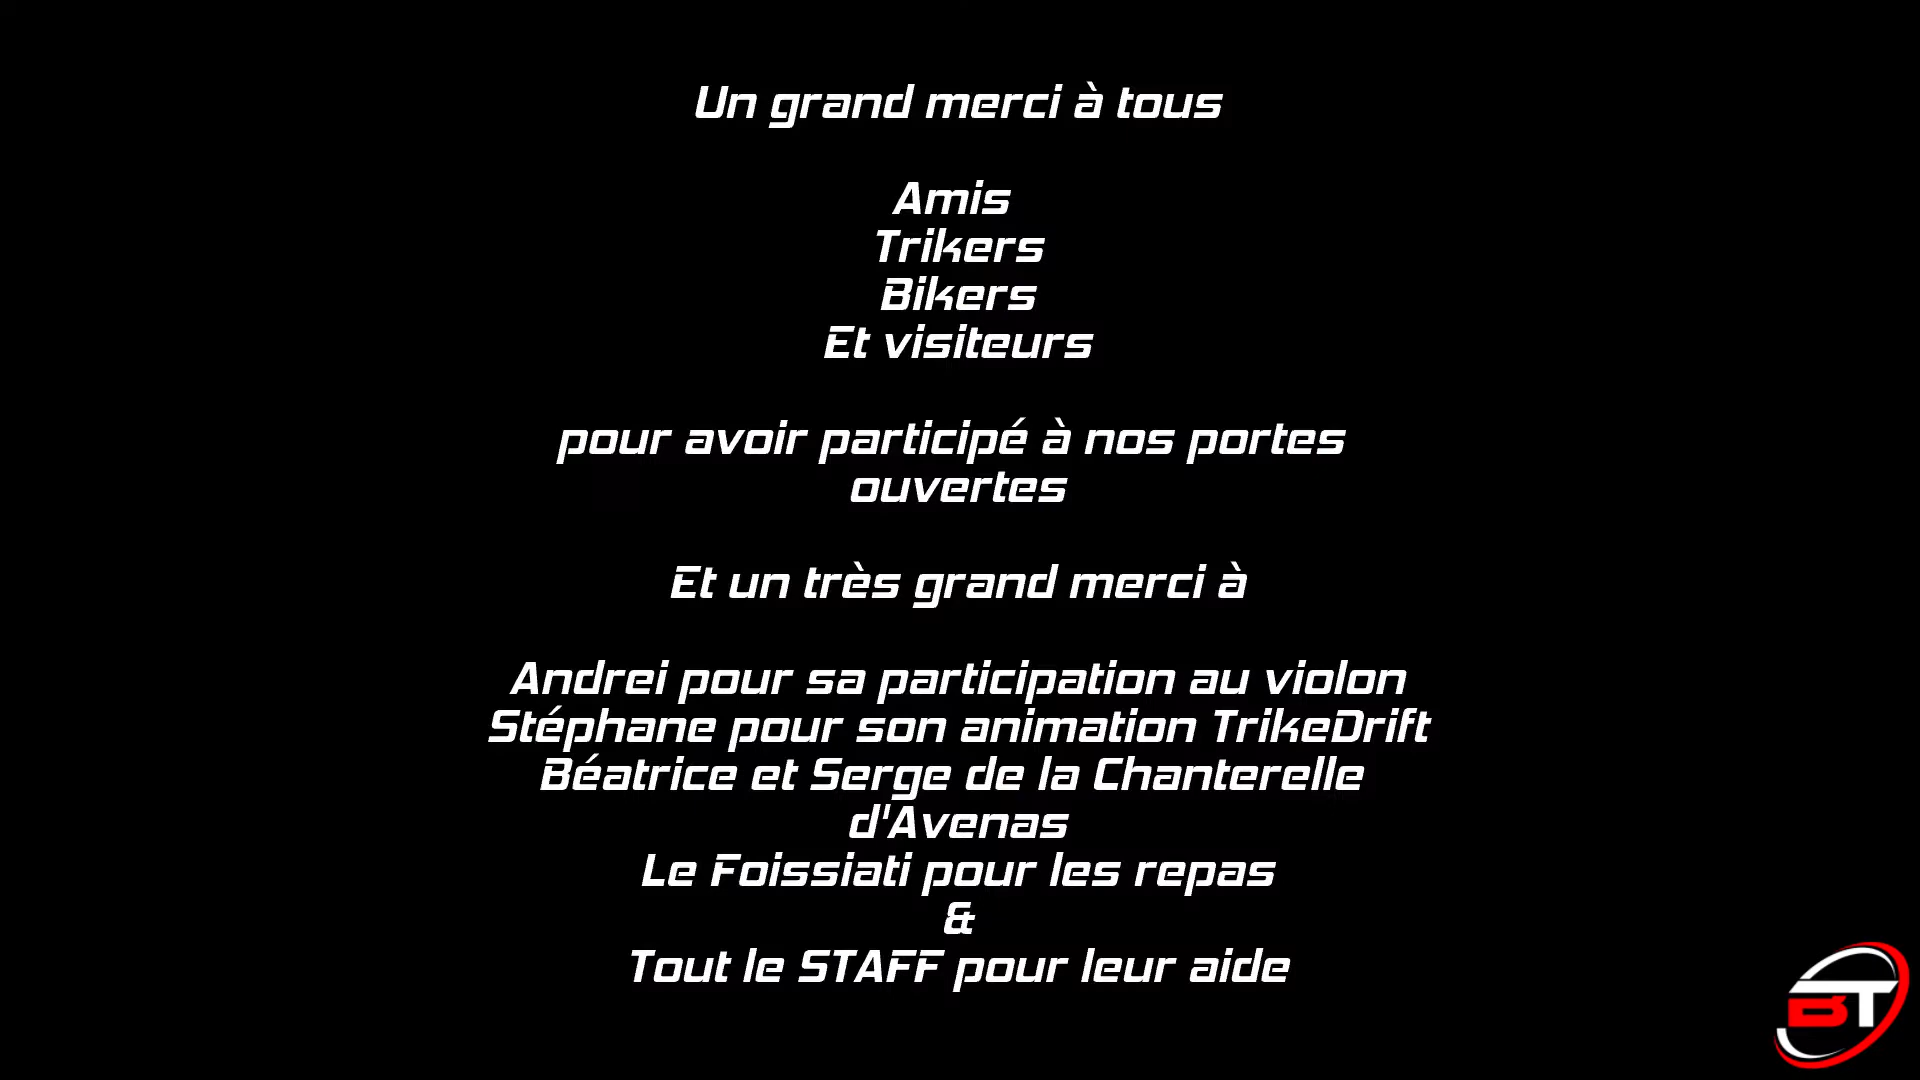 Un grand merci à tous
Amis
Trikers
Bikers
Et visiteurs
pour avoir participé à nos portes
ouvertes
Et un très grand merci à
Andrei pour sa participation au violon
Stéphane pour son animation TrikeDrift
Béatrice et Serge de la Chanterelle
d'Avenas
Le Foissiati pour les repas
&
Tout le STAFF pour leur aide
BT